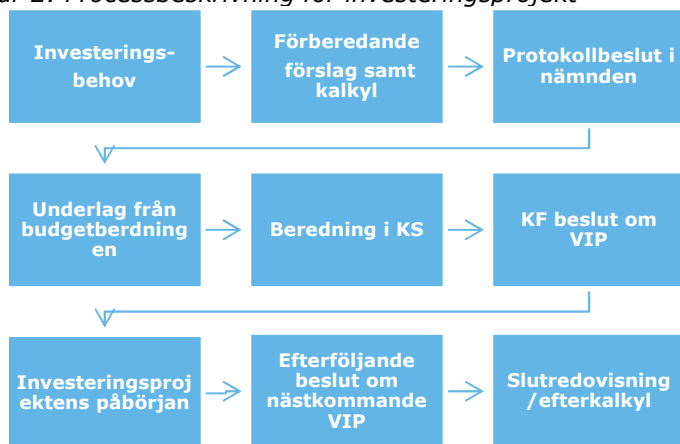 2. Processbeskrivning för investeringsprojekt
Investerings-
behov
Förberedande
förslag samt
kalkyl
Protokollbeslut i
nämnden
Underlag från
budgetberdning
en
Beredning i KS
KF beslut om
VIP
Investeringsproj
ektens påbörjan
Efterföljande
beslut om
nästkommande
VIP
Slutredovisning
/efterkalkyl